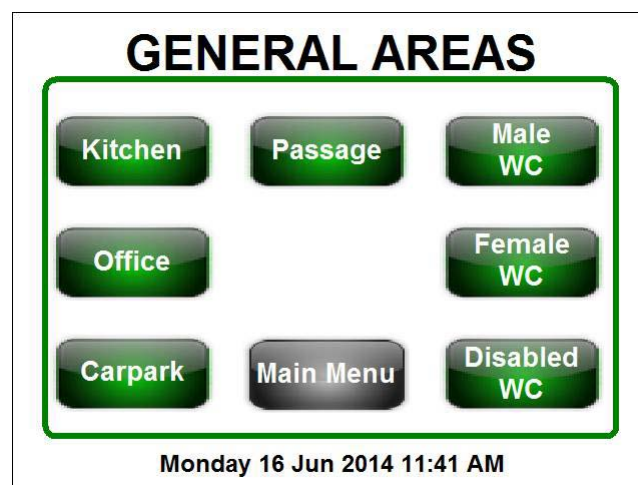 GENERAL AREAS
Kitchen
Passage
Male
WC
Office
Female
WC
Carpark
Main Menu
Disabled
WC
Monday 16 Jun 2014 11:41 AM